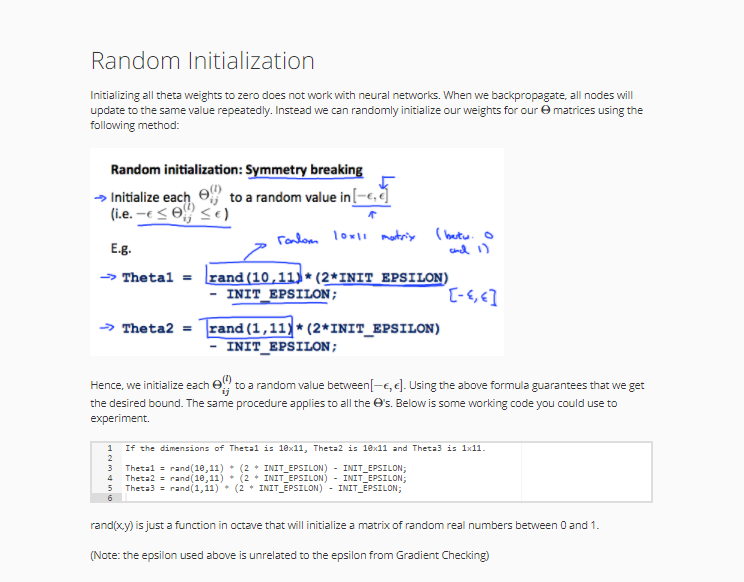 Random Initialization
Initializing all theta weights to zero does not work with neural networks. When we backpropagate, all nodes will
update to the same value repeatedly. Instead we can randomly initialize our weights for our Θ matrices using the
following method:
Random initialization: Symmetry breaking
→ Initialize each Θ_{ij}^{(l)} to a random value in [−ϵ, ϵ]
(i.e. −ϵ ≤ Θ_{ij}^{(l)} ≤ ϵ)
random 10x11 matrix (betw. 0
and 1)
E.g.
→ Theta1 = rand(10,11)*(2*INIT_EPSILON)
- INIT_EPSILON;
[-ϵ, ϵ]
→ Theta2 = rand(1,11)*(2*INIT_EPSILON)
- INIT_EPSILON;
Hence, we initialize each Θ_{ij}^{(l)} to a random value between[−ϵ, ϵ]. Using the above formula guarantees that we get
the desired bound. The same procedure applies to all the Θ's. Below is some working code you could use to
experiment.
1 If the dimensions of Theta1 is 10x11, Theta2 is 10x11 and Theta3 is 1x11.
2
3 Theta1 = rand(10,11) * (2 * INIT_EPSILON) - INIT_EPSILON;
4 Theta2 = rand(10,11) * (2 * INIT_EPSILON) - INIT_EPSILON;
5 Theta3 = rand(1,11) * (2 * INIT_EPSILON) - INIT_EPSILON;
6
rand(x,y) is just a function in octave that will initialize a matrix of random real numbers between 0 and 1.
(Note: the epsilon used above is unrelated to the epsilon from Gradient Checking)